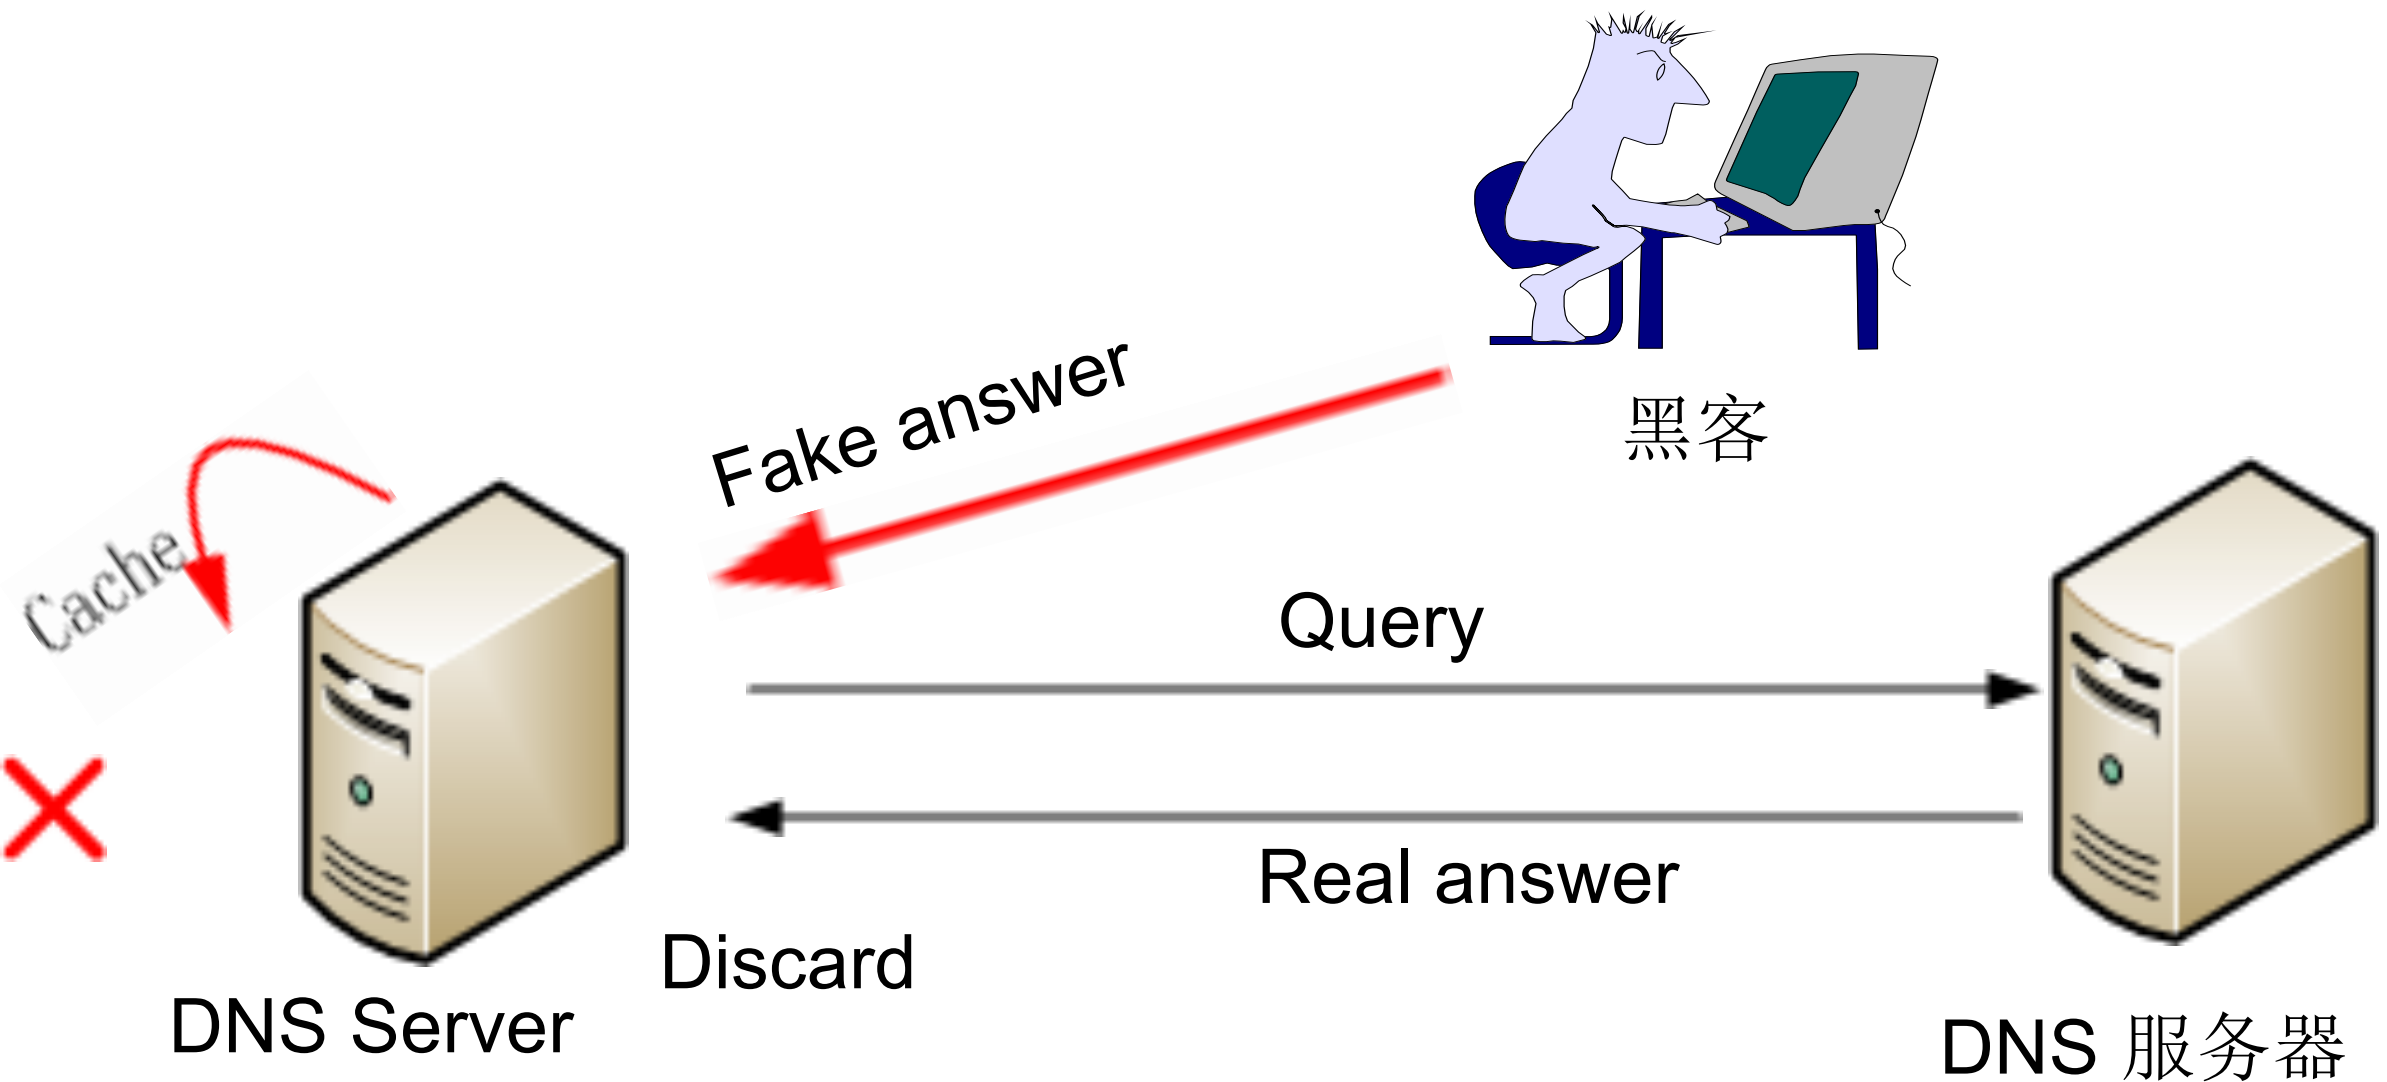 黑客
Fake answer
Cache
Query
Real answer
Discard
DNS Server
DNS 服务器